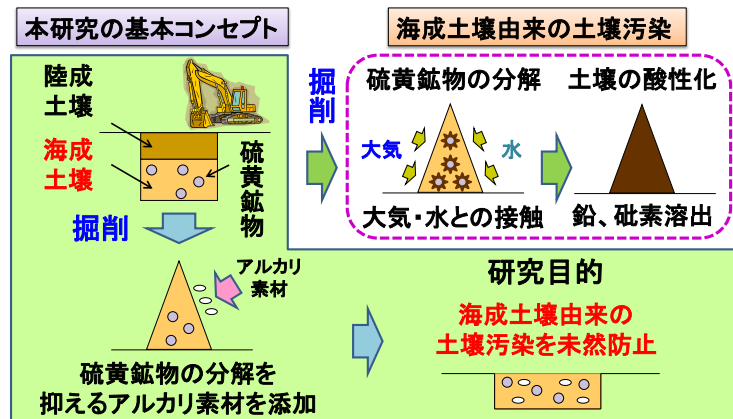 本研究の基本コンセプト
海成土壌由来の土壌汚染
陸成
土壌
海成
土壌
硫黄鉱物
掘削
掘削
硫黄鉱物の分解
大気
水
大気・水との接触
土壌の酸性化
鉛、砒素溶出
アルカリ
素材
硫黄鉱物の分解を
抑えるアルカリ素材を添加
研究目的
海成土壌由来の
土壌汚染を未然防止